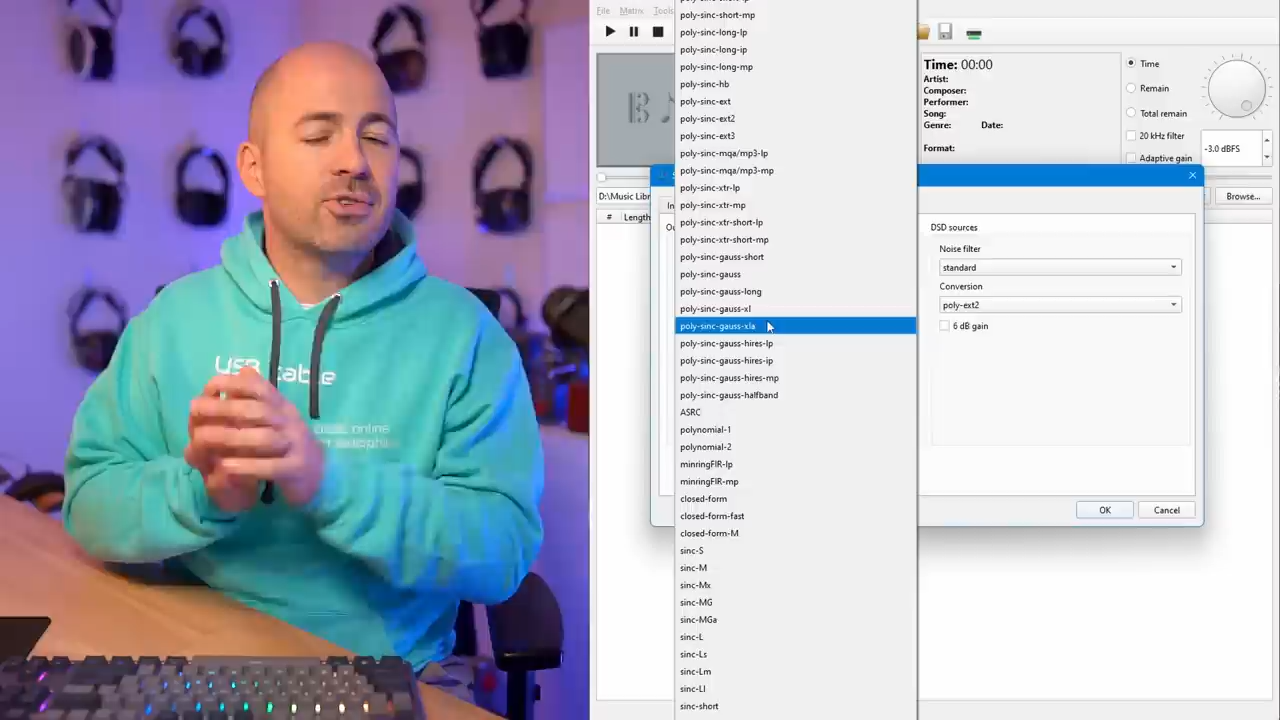 File Matrix Tools
poly-sinc-short-mp
poly-sinc-long-lp
poly-sinc-long-ip
poly-sinc-long-mp
poly-sinc-hb
poly-sinc-ext
poly-sinc-ext2
poly-sinc-ext3
poly-sinc-mqa/mp3-lp
poly-sinc-mqa/mp3-mp
poly-sinc-xtr-lp
poly-sinc-xtr-mp
poly-sinc-xtr-short-lp
poly-sinc-xtr-short-mp
poly-sinc-gauss-short
poly-sinc-gauss
poly-sinc-gauss-long
poly-sinc-gauss-xl
poly-sinc-gauss-xla
poly-sinc-gauss-hires-lp
poly-sinc-gauss-hires-ip
poly-sinc-gauss-hires-mp
poly-sinc-gauss-halfband
ASRC
polynomial-1
polynomial-2
minringFIR-lp
minringFIR-mp
closed-form
closed-form-fast
closed-form-M
sinc-S
sinc-M
sinc-Mx
sinc-MG
sinc-MGa
sinc-L
sinc-Ls
sinc-Lm
sinc-Ll
sinc-short
Time: 00:00
Artist:
Composer:
Performer:
Song:
Genre: Date:
Format:
Time
Remain
Total remain
20 kHz filter
Adaptive gain
-3.0 dBFS
D:\Music Libr
Browse...
# Length
DSD sources
Noise filter
standard
Conversion
poly-ext2
6 dB gain
OK Cancel
USB cable